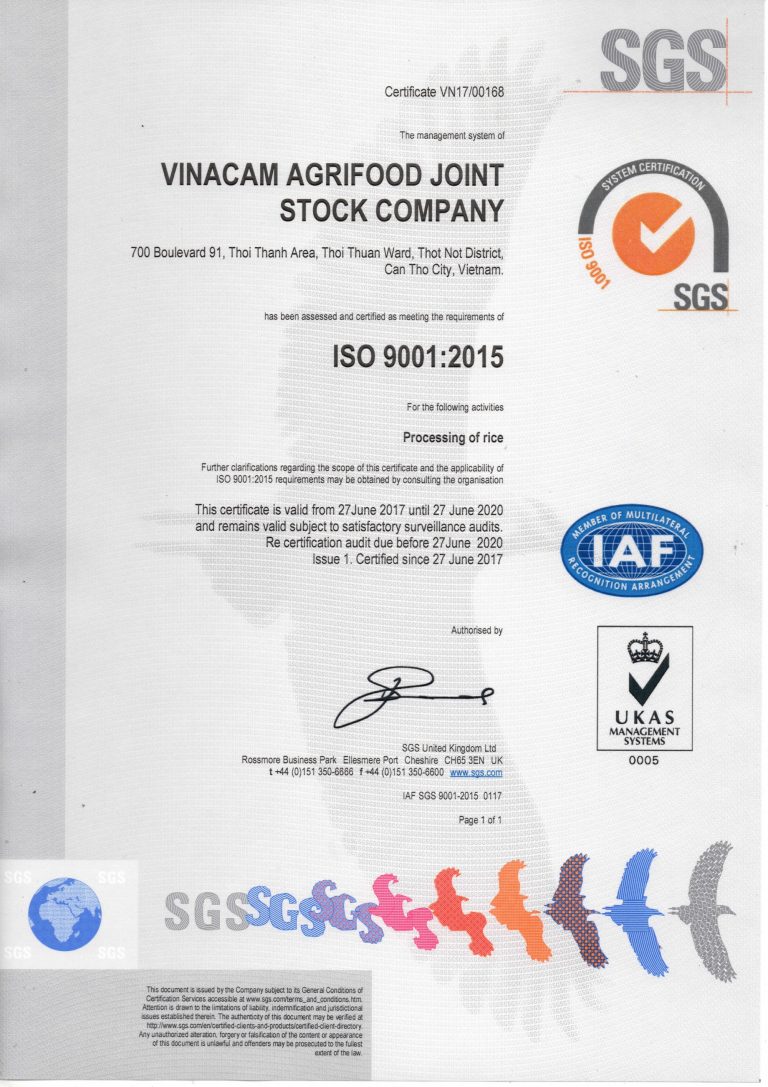 SGS
Certificate VN17/00168
The management system of
VINACAM AGRIFOOD JOINT
STOCK COMPANY
700 Boulevard 91, Thoi Thanh Area, Thoi Thuan Ward, Thot Not District,
Can Tho City, Vietnam.
SYSTEM CERTIFICATION
ISO 9001
SGS
has been assessed and certified as meeting the requirements of
ISO 9001:2015
For the following activities
Processing of rice
Further clarifications regarding the scope of this certificate and the applicability of
ISO 9001:2015 requirements may be obtained by consulting the organisation
This certificate is valid from 27June 2017 until 27 June 2020
and remains valid subject to satisfactory surveillance audits.
Re certification audit due before 27June 2020
Issue 1. Certified since 27 June 2017
MEMBER OF MULTILATERAL
IAF
RECOGNITION ARRANGEMENT
Authorised by
UKAS
MANAGEMENT
SYSTEMS
0005
SGS United Kingdom Ltd
Rossmore Business Park Ellesmere Port Cheshire CH65 3EN UK
t +44 (0)151 350-6666 f +44 (0)151 350-6600 www.sgs.com
IAF SGS 9001-2015 0117
Page 1 of 1
SGS SGS
SGS SGS
SGS SGS SGS SGS
This document is issued by the Company subject to its General Conditions of
Certification Services accessible at www.sgs.com/terms_and_conditions.htm.
Attention is drawn to the limitations of liability, indemnification and jurisdictional
issues established therein. The authenticity of this document may be verified at
http://www.sgs.com/en/certified-clients-and-products/certified-client-directory.
Any unauthorized alteration, forgery or falsification of the content or appearance
of this document is unlawful and offenders may be prosecuted to the fullest
extent of the law.